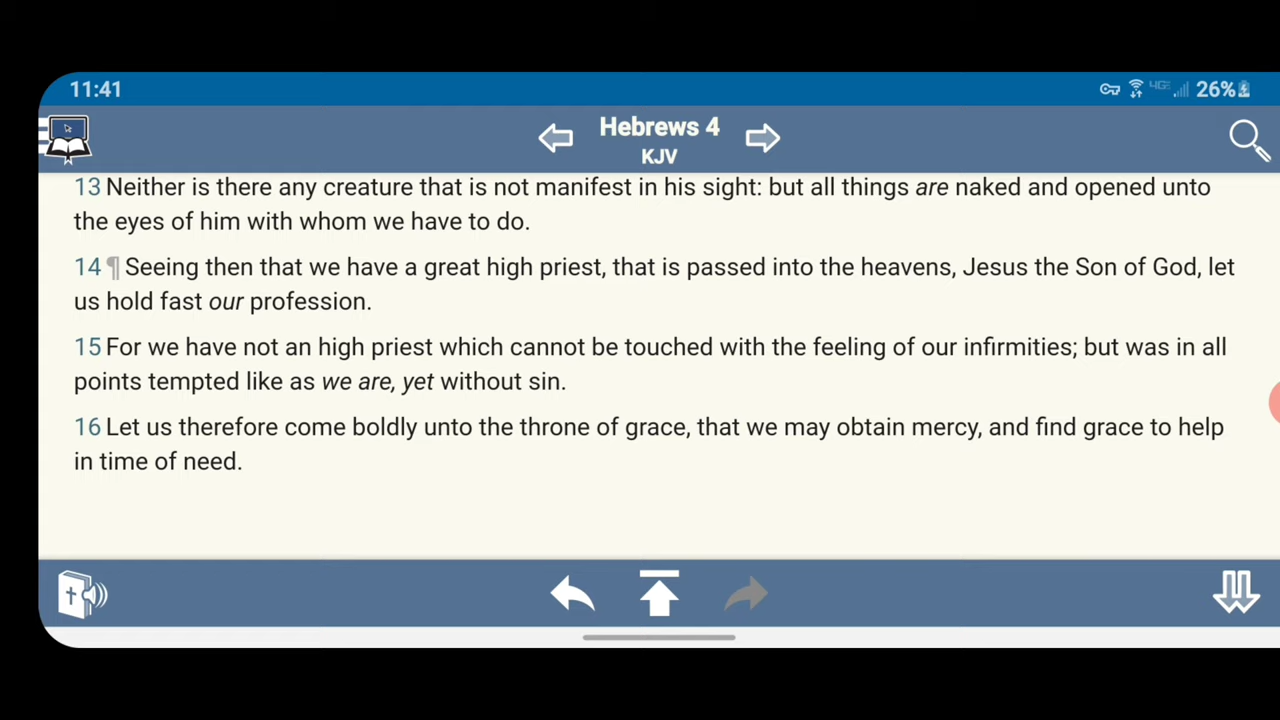 11:41
4GE 26%
Hebrews 4
KJV
13 Neither is there any creature that is not manifest in his sight: but all things are naked and opened unto
the eyes of him with whom we have to do.
14 ¶ Seeing then that we have a great high priest, that is passed into the heavens, Jesus the Son of God, let
us hold fast our profession.
15 For we have not an high priest which cannot be touched with the feeling of our infirmities; but was in all
points tempted like as we are, yet without sin.
16 Let us therefore come boldly unto the throne of grace, that we may obtain mercy, and find grace to help
in time of need.